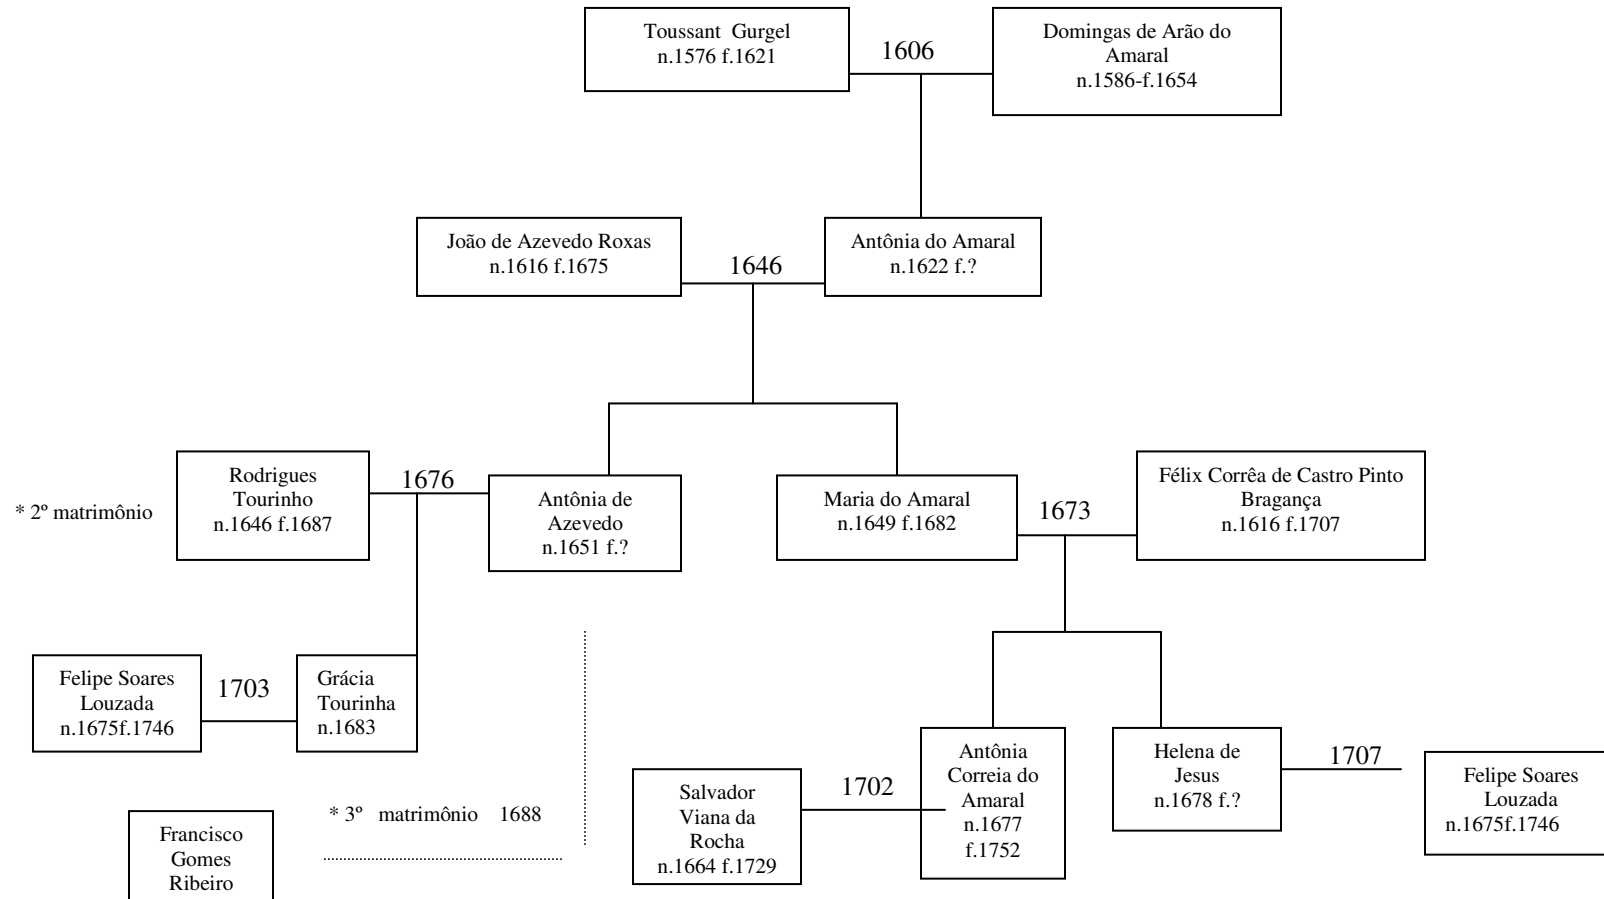 Toussant Gurgel
n.1576 f.1621
1606
Domingas de Arão do
Amaral
n.1586-f.1654
João de Azevedo Roxas
n.1616 f.1675
1646
Antônia do Amaral
n.1622 f.?
* 2º matrimônio
Rodrigues
Tourinho
n.1646 f.1687
1676
Antônia de
Azevedo
n.1651 f.?
Maria do Amaral
n.1649 f.1682
1673
Félix Corrêa de Castro Pinto
Bragança
n.1616 f.1707
Felipe Soares
Louzada
n.1675f.1746
1703
Grácia
Tourinha
n.1683
Salvador
Viana da
Rocha
n.1664 f.1729
1702
Antônia
Correia do
Amaral
n.1677
f.1752
Helena de
Jesus
n.1678 f.?
1707
Felipe Soares
Louzada
n.1675f.1746
* 3º matrimônio 1688
Francisco
Gomes
Ribeiro